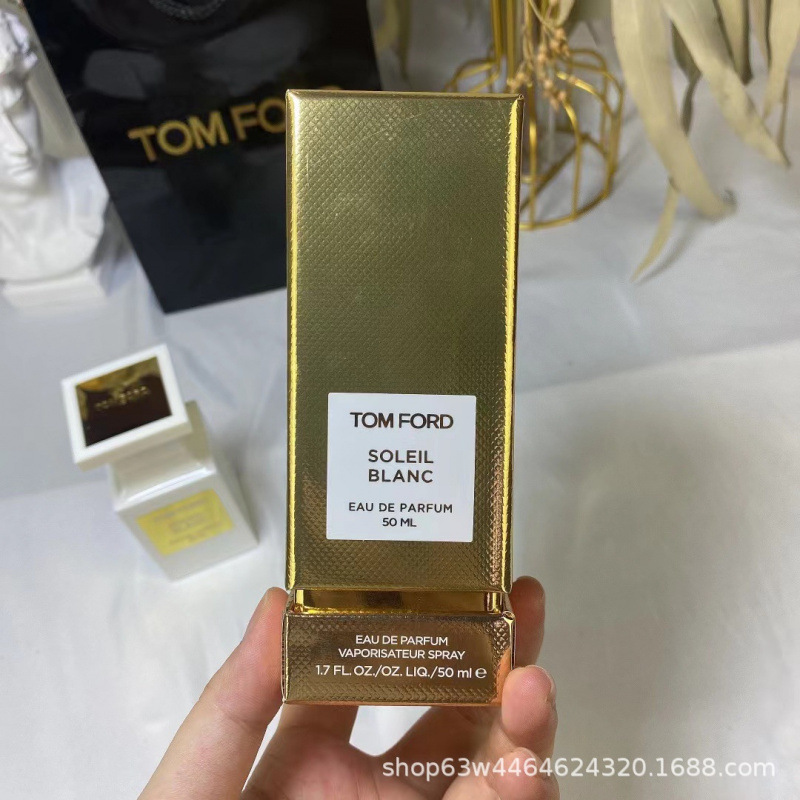 TOM FO
TOM FORD
SOLEIL
BLANC
EAU DE PARFUM
50 ML
EAU DE PARFUM
VAPORISATEUR SPRAY
1.7 FL. OZ./OZ. LIQ./50 ml e
shop63w4464624320.1688.com